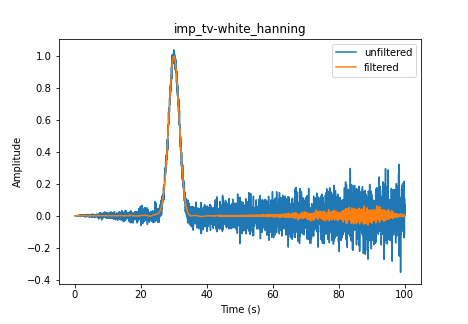 imp_tv-white_hanning
unfiltered
filtered
1.0
0.8
0.6
0.4
0.2
0.0
−0.2
−0.4
Amplitude
0 20 40 60 80 100
Time (s)